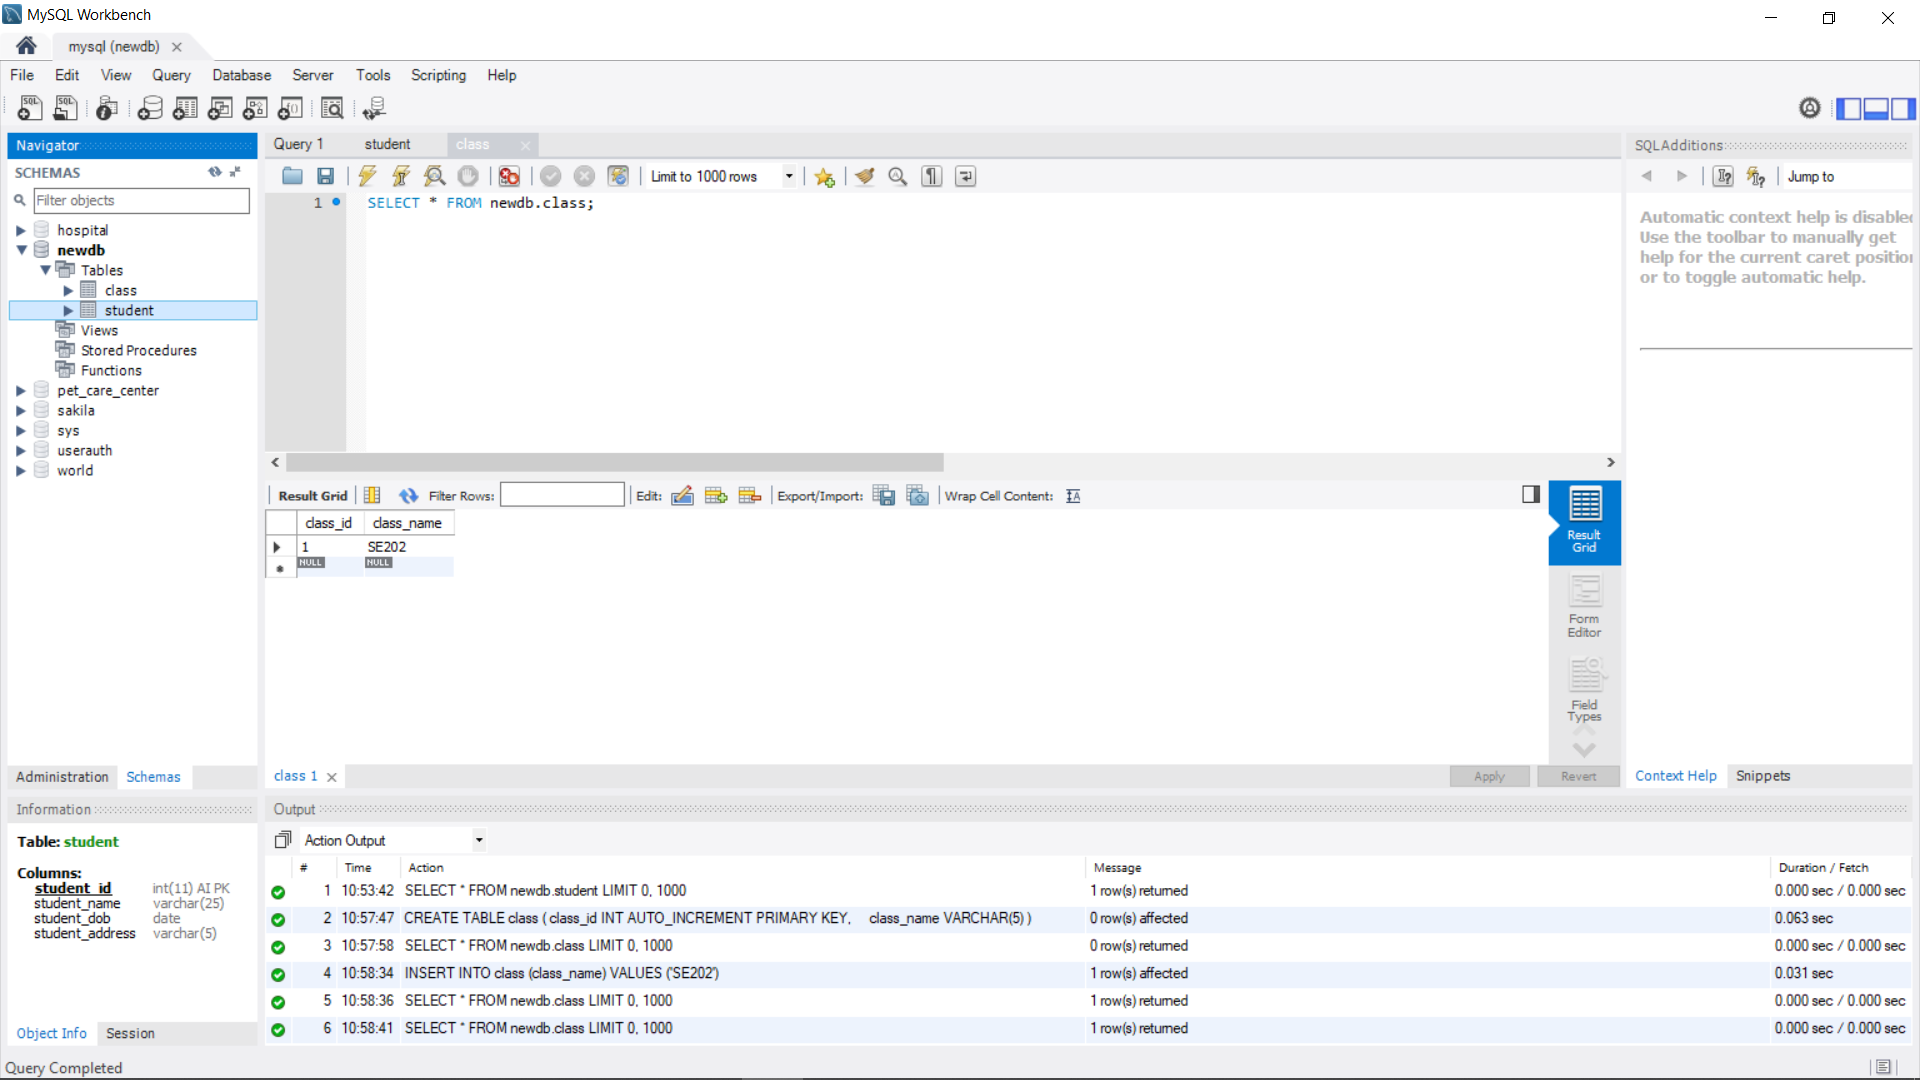 MySQL Workbench
mysql (newdb)
File Edit View Query Database Server Tools Scripting Help
Navigator
SCHEMAS
Filter objects
hospital
newdb
Tables
class
student
Views
Stored Procedures
Functions
pet_care_center
sakila
sys
userauth
world
Administration Schemas
Information
Table: student
Columns:
student_id int(11) AI PK
student_name varchar(25)
student_dob date
student_address varchar(5)
Object Info Session
Query 1 student class
Limit to 1000 rows
1 SELECT * FROM newdb.class;
Result Grid Filter Rows: Edit: Export/Import: Wrap Cell Content:
class_id class_name
1 SE202
NULL NULL
Result
Grid
Form
Editor
Field
Types
class 1 Apply Revert
SQLAdditions
Jump to
Automatic context help is disabled
Use the toolbar to manually get
help for the current caret position
or to toggle automatic help.
Context Help Snippets
Output
Action Output
# Time Action Message Duration / Fetch
1 10:53:42 SELECT * FROM newdb.student LIMIT 0, 1000 1 row(s) returned 0.000 sec / 0.000 sec
2 10:57:47 CREATE TABLE class ( class_id INT AUTO_INCREMENT PRIMARY KEY, class_name VARCHAR(5) ) 0 row(s) affected 0.063 sec
3 10:57:58 SELECT * FROM newdb.class LIMIT 0, 1000 0 row(s) returned 0.000 sec / 0.000 sec
4 10:58:34 INSERT INTO class (class_name) VALUES ('SE202') 1 row(s) affected 0.031 sec
5 10:58:36 SELECT * FROM newdb.class LIMIT 0, 1000 1 row(s) returned 0.000 sec / 0.000 sec
6 10:58:41 SELECT * FROM newdb.class LIMIT 0, 1000 1 row(s) returned 0.000 sec / 0.000 sec
Query Completed